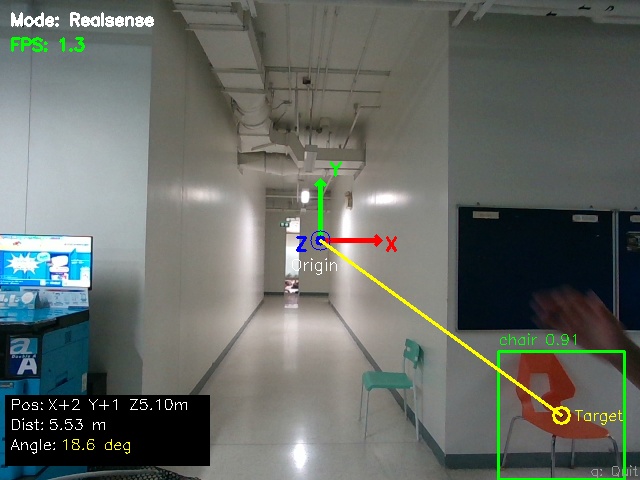 Mode: Realsense
FPS: 1.3
Y
Z
X
Origin
chair 0.91
Target
a
A
Pos: X+2 Y+1 Z5.10m
Dist: 5.53 m
Angle: 18.6 deg
q: Quit